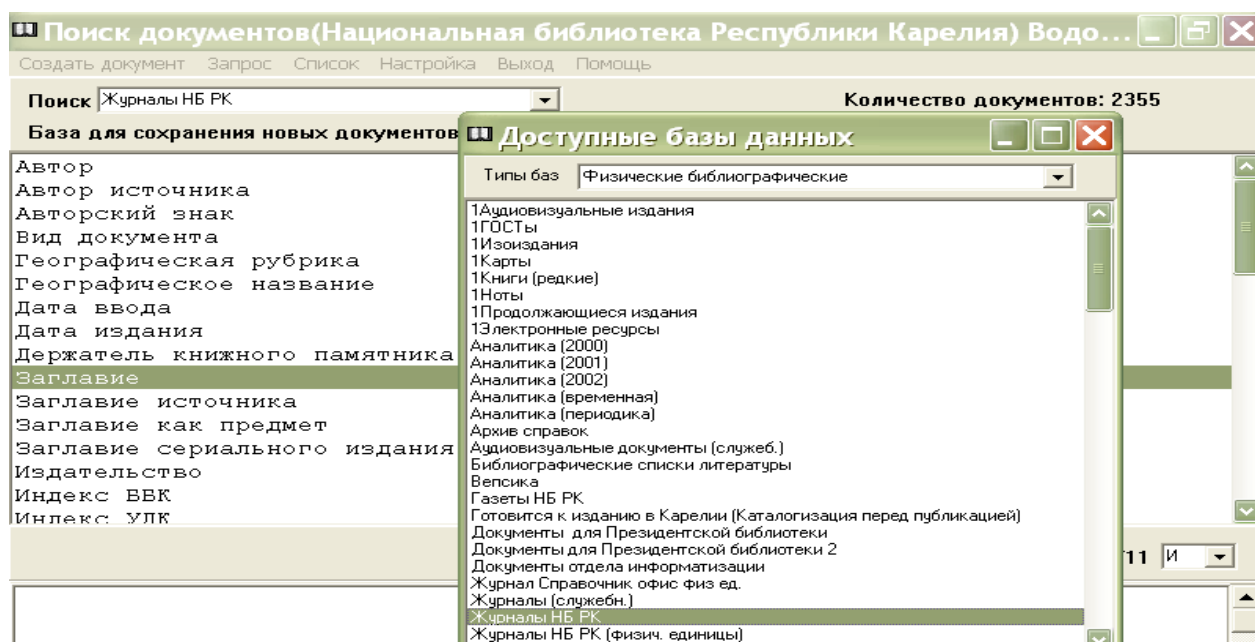 Поиск документов(Национальная библиотека Республики Карелия) Водо...
Создать документ Запрос Список Настройка Выход Помощь
Поиск Журналы НБ РК Количество документов: 2355
База для сохранения новых документов
Автор
Автор источника
Авторский знак
Вид документа
Географическая рубрика
Географическое название
Дата ввода
Дата издания
Держатель книжного памятника
Заглавие
Заглавие источника
Заглавие как предмет
Заглавие сериального издания
Издательство
Индекс ББК
Индекс УДК
Доступные базы данных
Типы баз Физические библиографические
1Аудиовизуальные издания
1ГОСТы
1Изоиздания
1Карты
1Книги (редкие)
1Ноты
1Продолжающиеся издания
1Электронные ресурсы
Аналитика (2000)
Аналитика (2001)
Аналитика (2002)
Аналитика (временная)
Аналитика (периодика)
Архив справок
Аудиовизуальные документы (служеб.)
Библиографические списки литературы
Вепсика
Газеты НБ РК
Готовится к изданию в Карелии (Каталогизация перед публикацией)
Документы для Президентской библиотеки
Документы для Президентской библиотеки 2
Документы отдела информатизации
Журнал Справочник офис физ ед.
Журналы (служебн.)
Журналы НБ РК
Журналы НБ РК (физич. единицы)
11 И